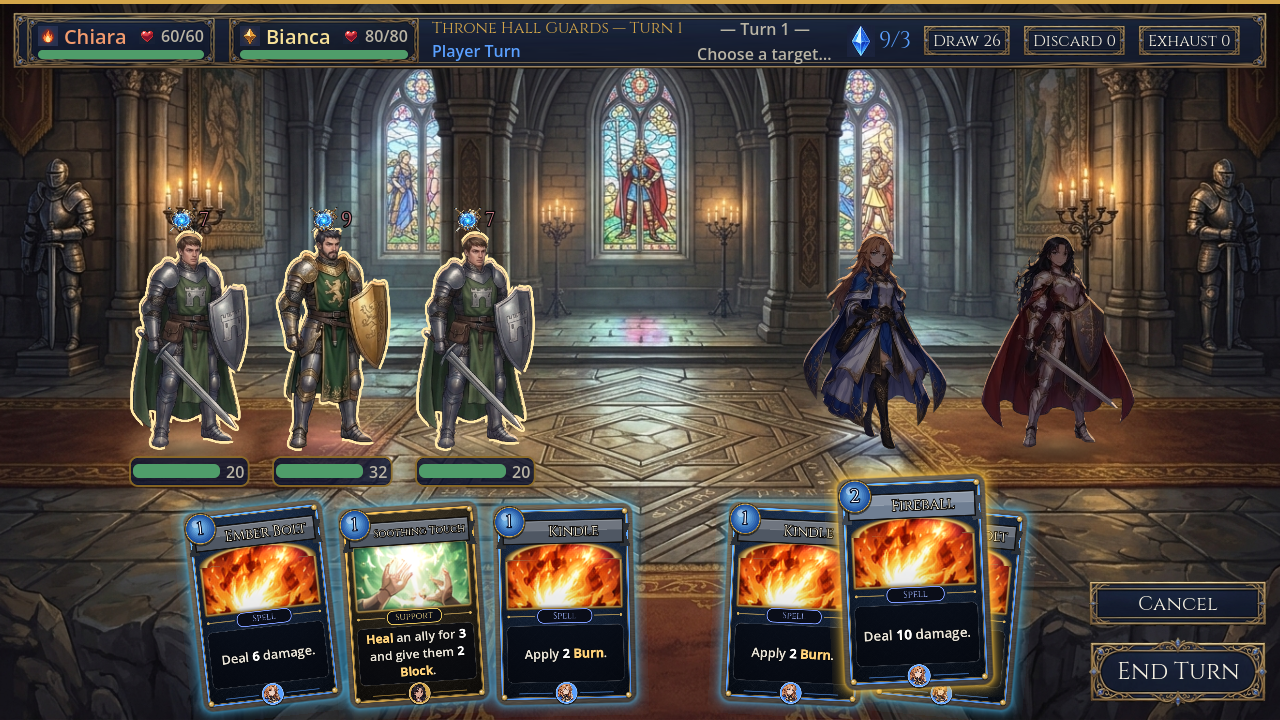 Chiara 60/60
Bianca 80/80
Throne Hall Guards — Turn 1
Player Turn
— Turn 1 —
Choose a target...
9/3
Draw 26
Discard 0
Exhaust 0
7
9
7
20
32
20
1
Ember Bolt
Spell
Deal 6 damage.
1
Soothing Touch
Support
Heal an ally for 3
and give them 2
Block.
1
Kindle
Spell
Apply 2 Burn.
1
Kindle
Spell
Apply 2 Burn.
2
Fireball
Spell
Deal 10 damage.
Cancel
End Turn